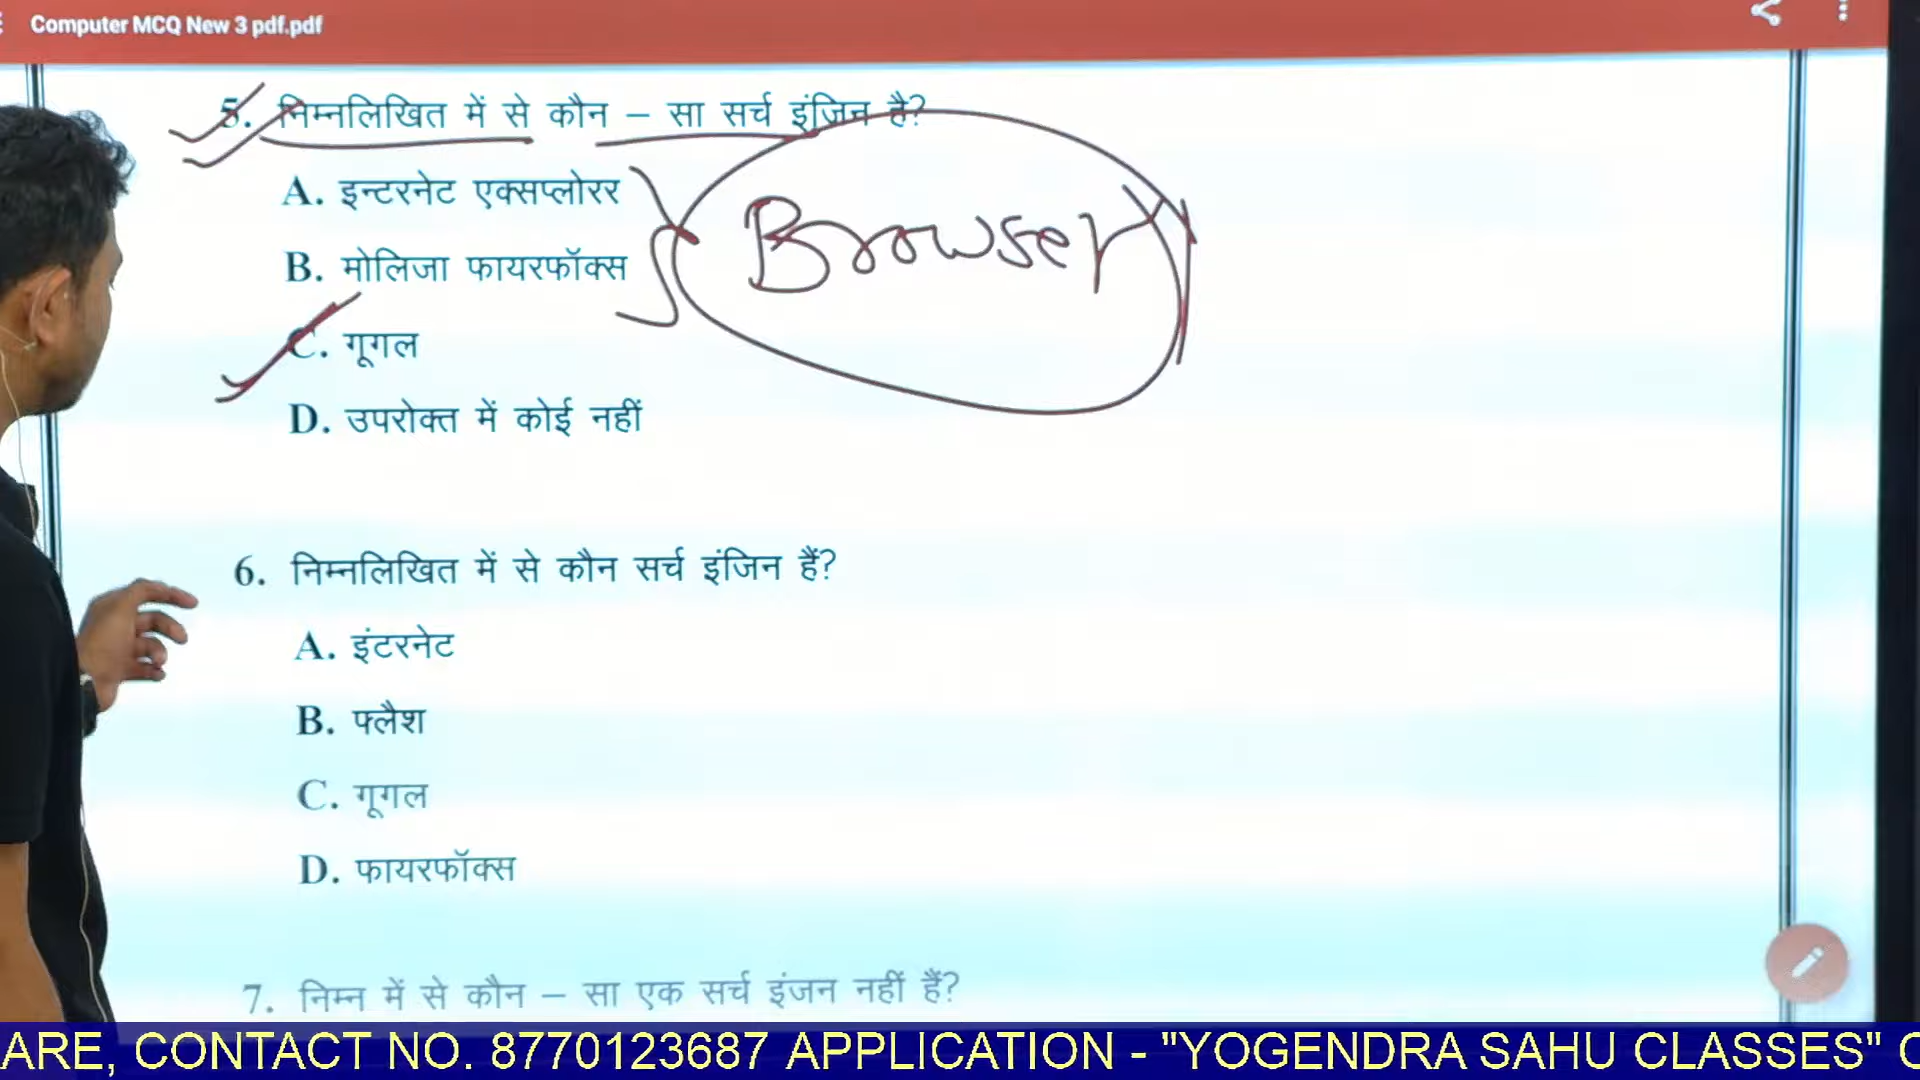 Computer MCQ New 3 pdf.pdf
5. निम्नलिखित में से कौन – सा सर्च इंजिन है?
A. इन्टरनेट एक्सप्लोरर
B. मोलिजा फायरफॉक्स
Browser
C. गूगल
D. उपरोक्त में कोई नहीं
6. निम्नलिखित में से कौन सर्च इंजिन हैं?
A. इंटरनेट
B. फ्लैश
C. गूगल
D. फायरफॉक्स
7. निम्न में से कौन – सा एक सर्च इंजन नहीं हैं?
ARE, CONTACT NO. 8770123687 APPLICATION - "YOGENDRA SAHU CLASSES" C